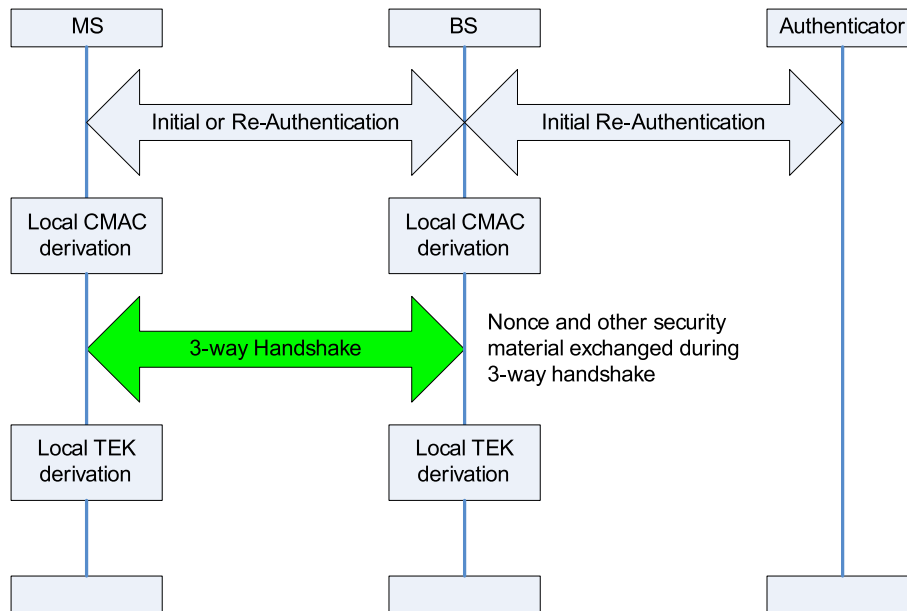 MS
BS
Authenticator
Initial or Re-Authentication
Initial Re-Authentication
Local CMAC
derivation
Local CMAC
derivation
3-way Handshake
Nonce and other security
material exchanged during
3-way handshake
Local TEK
derivation
Local TEK
derivation